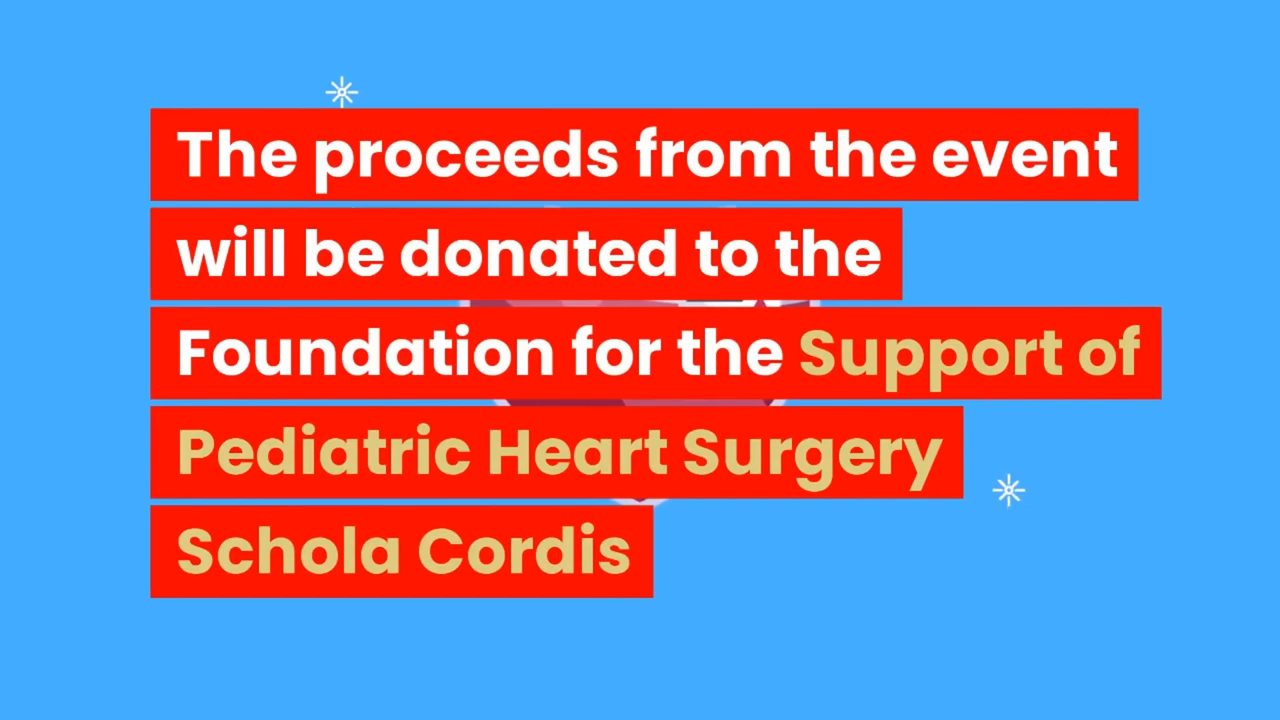 The proceeds from the event
will be donated to the
Foundation for the Support of
Pediatric Heart Surgery
Schola Cordis